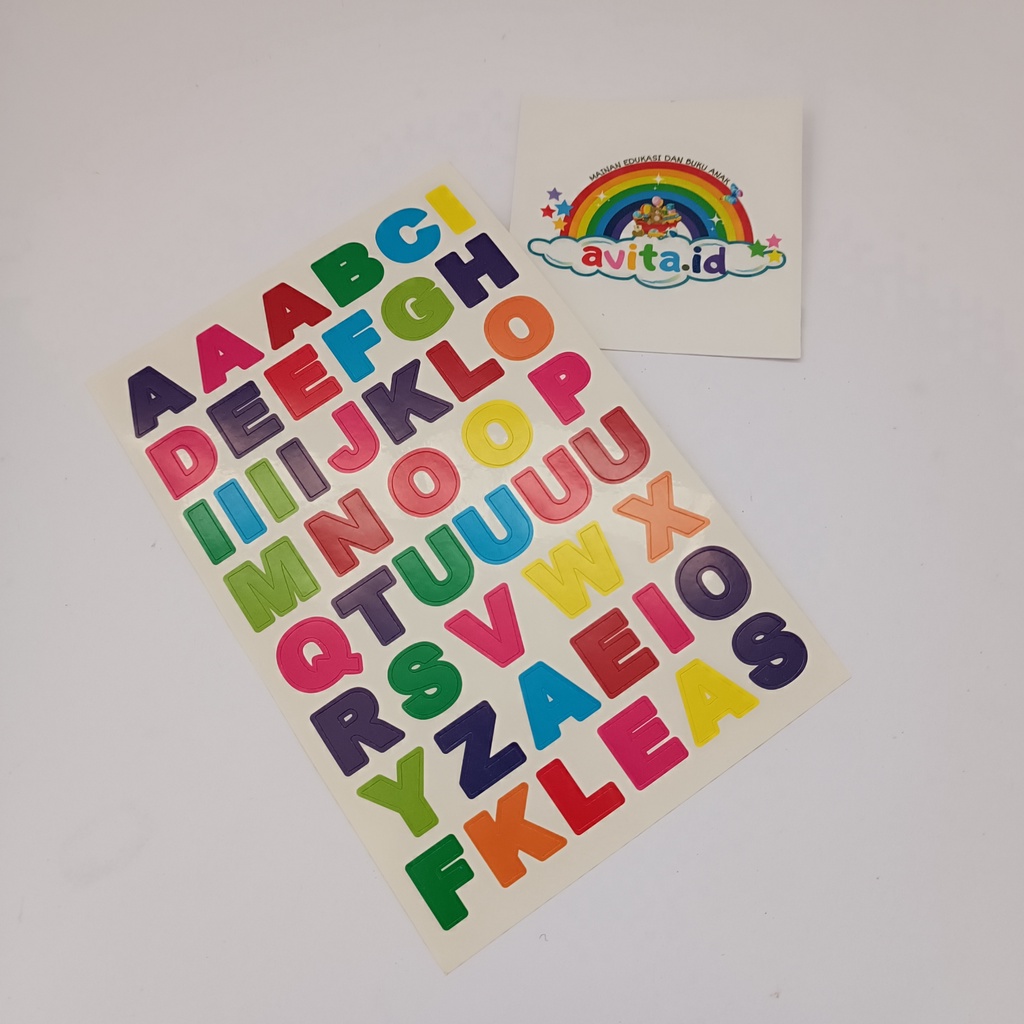 MAINAN EDUKASI DAN BUKU ANAK
avita.id
A A A B C I
D E E F G H
I I I I J K L O
M N O O P
Q T U U U U
R S V W X
Y Z A E I O
F K L E A S